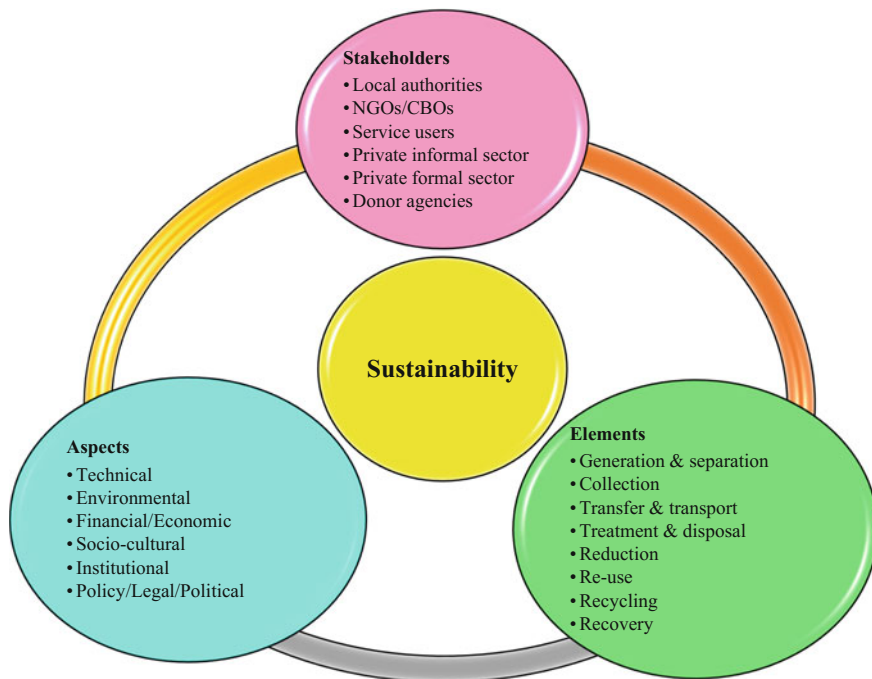 Stakeholders
•Local authorities
•NGOs/CBOs
•Service users
•Private informal sector
•Private formal sector
•Donor agencies
Sustainability
Aspects
•Technical
•Environmental
•Financial/Economic
•Socio-cultural
•Institutional
•Policy/Legal/Political
Elements
•Generation & separation
•Collection
•Transfer & transport
•Treatment & disposal
•Reduction
•Re-use
•Recycling
•Recovery